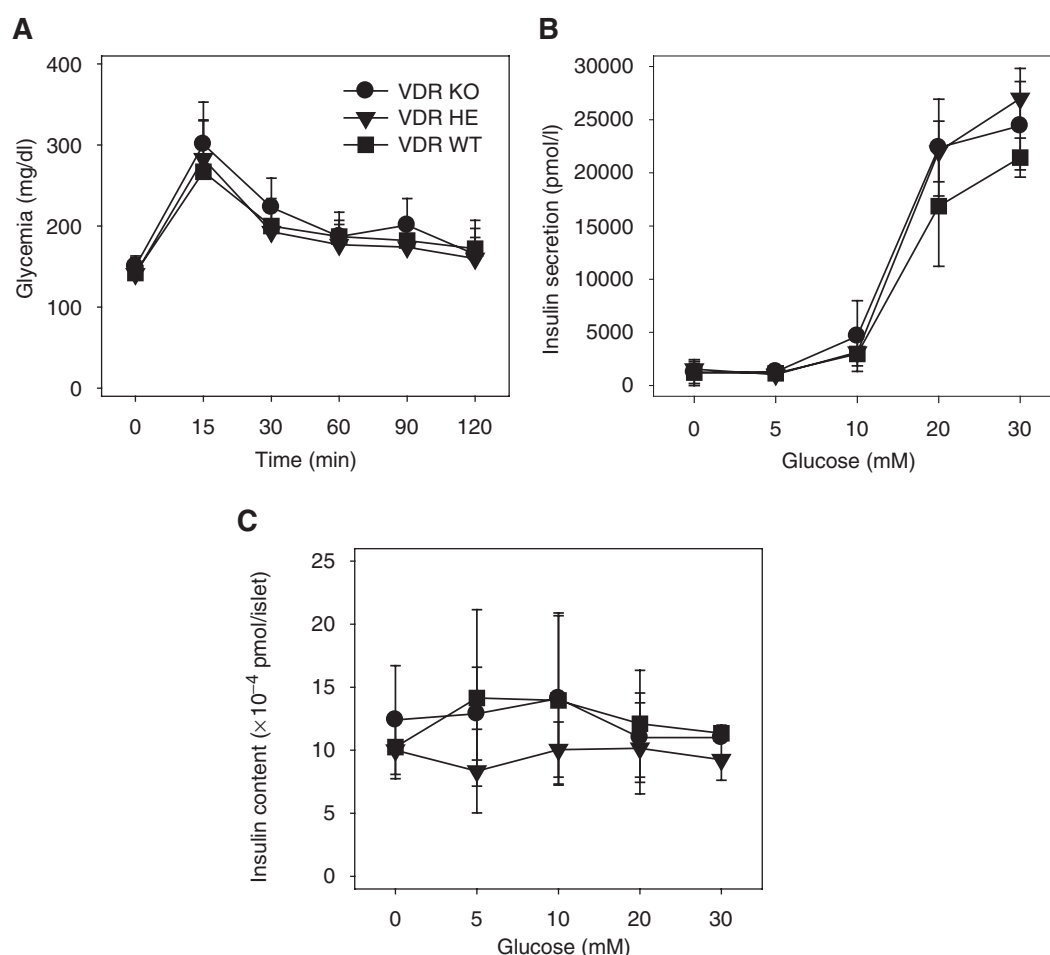 A
Glycemia (mg/dl)
400
300
200
100
0
VDR KO
VDR HE
VDR WT
0 15 30 60 90 120
Time (min)
B
Insulin secretion (pmol/l)
30000
25000
20000
15000
10000
5000
0
0 5 10 20 30
Glucose (mM)
C
Insulin content (×10⁻⁴ pmol/islet)
25
20
15
10
5
0
0 5 10 20 30
Glucose (mM)